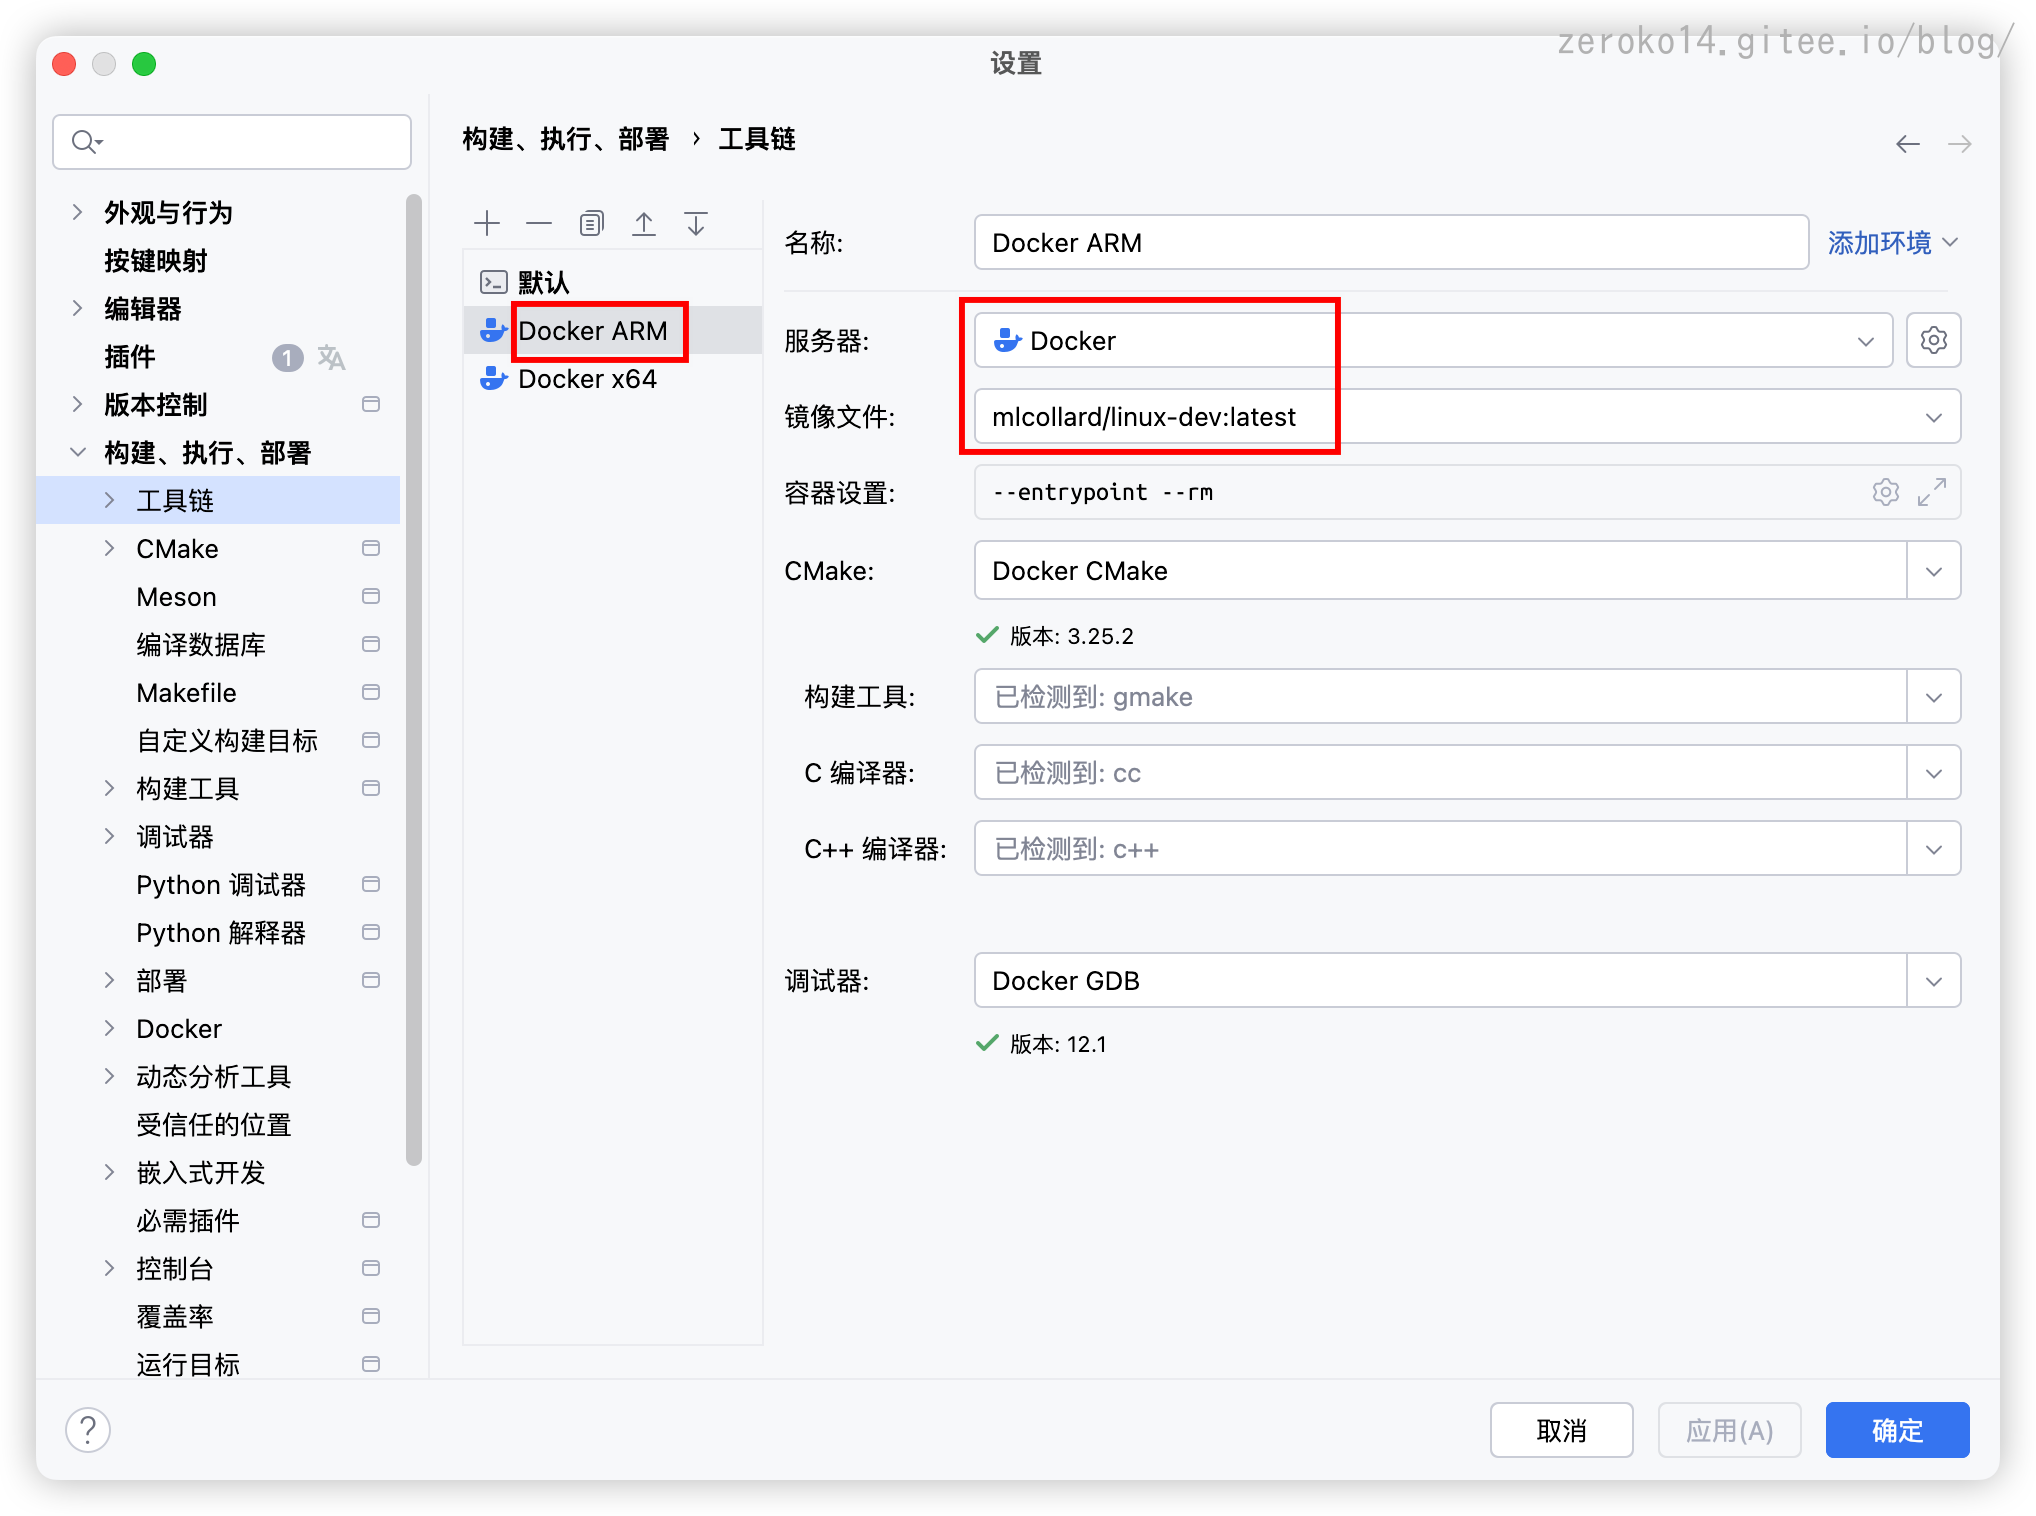 zeroko14.gitee.io/blog/
设置
外观与行为
按键映射
编辑器
插件 1
版本控制
构建、执行、部署
工具链
CMake
Meson
编译数据库
Makefile
自定义构建目标
构建工具
调试器
Python 调试器
Python 解释器
部署
Docker
动态分析工具
受信任的位置
嵌入式开发
必需插件
控制台
覆盖率
运行目标
构建、执行、部署 › 工具链
默认
Docker ARM
Docker x64
名称: Docker ARM 添加环境
服务器: Docker
镜像文件: mlcollard/linux-dev:latest
容器设置: --entrypoint --rm
CMake: Docker CMake
版本: 3.25.2
构建工具: 已检测到: gmake
C 编译器: 已检测到: cc
C++ 编译器: 已检测到: c++
调试器: Docker GDB
版本: 12.1
?
取消 应用(A) 确定